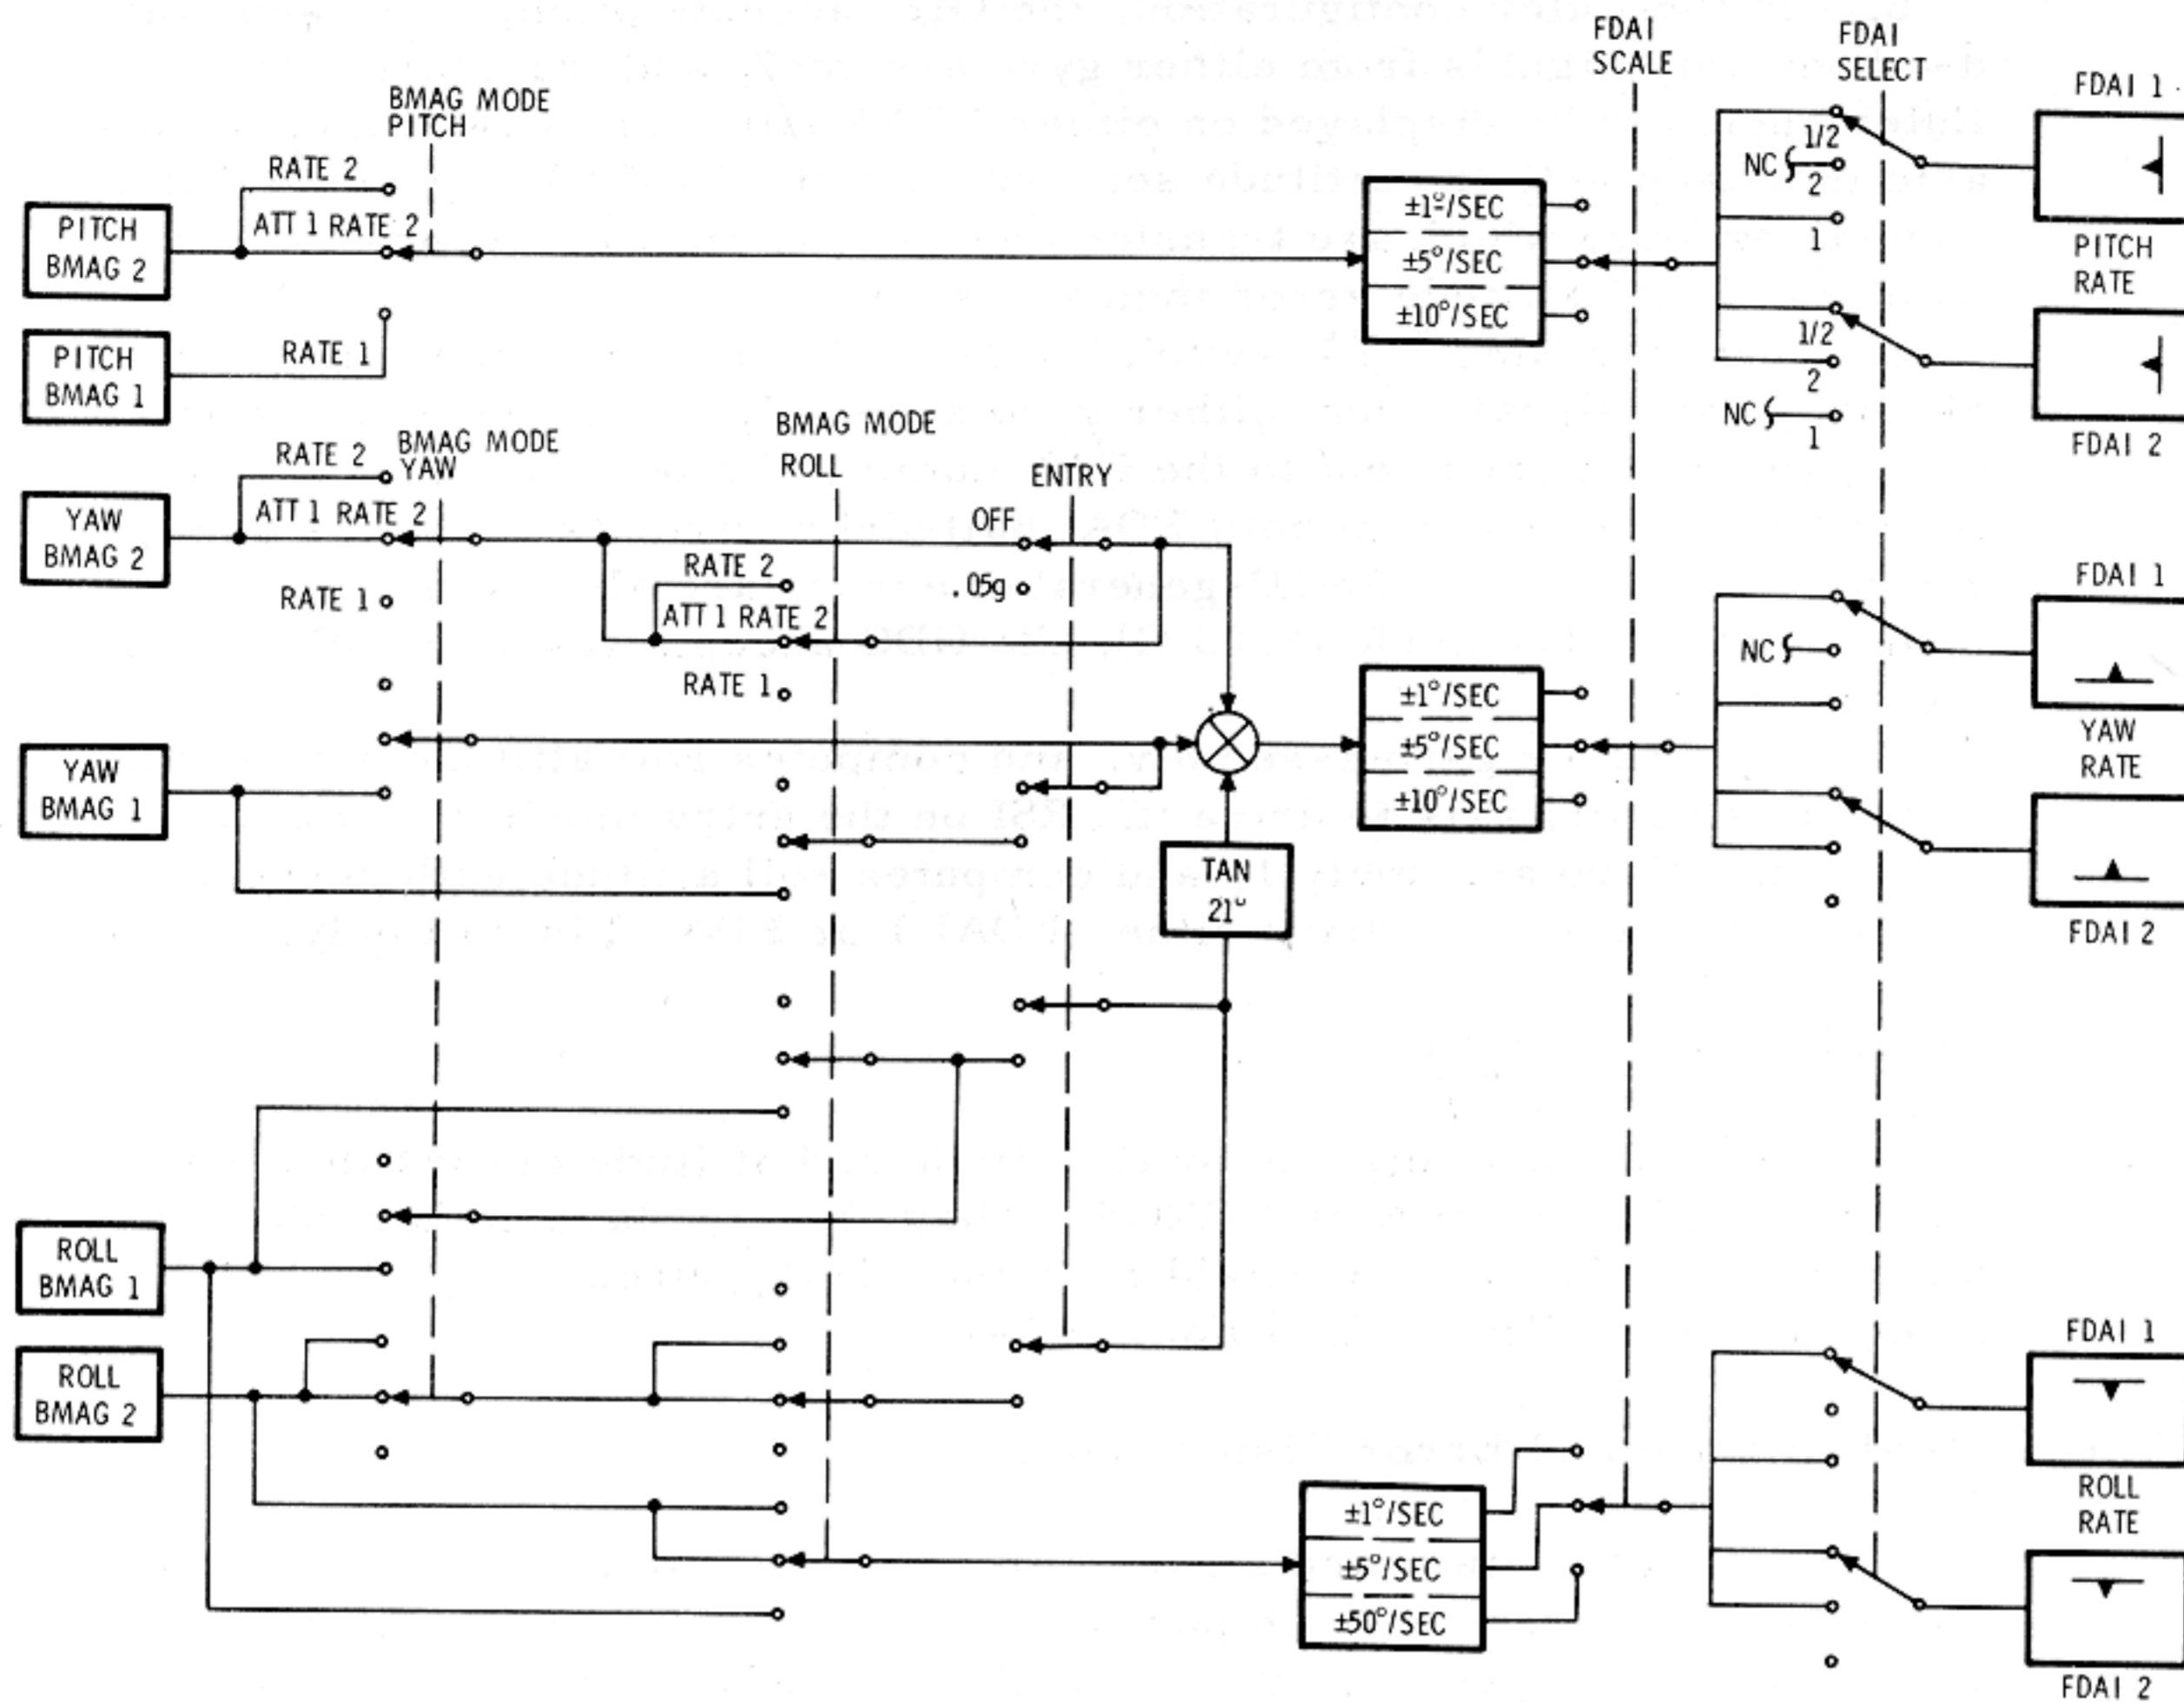 FDAI
SCALE
FDAI
SELECT
FDAI 1
BMAG MODE
PITCH
1/2
NC
2
1
PITCH
RATE
RATE 2
ATT 1 RATE 2
PITCH
BMAG 2
±1°/SEC
±5°/SEC
±10°/SEC
1/2
2
NC
1
FDAI 2
RATE 1
PITCH
BMAG 1
BMAG MODE
YAW
BMAG MODE
ROLL
ENTRY
RATE 2
ATT 1 RATE 2
YAW
BMAG 2
OFF
RATE 2
.05g
ATT 1 RATE 2
RATE 1
RATE 1
FDAI 1
NC
YAW
RATE
±1°/SEC
±5°/SEC
±10°/SEC
YAW
BMAG 1
TAN
21°
FDAI 2
ROLL
BMAG 1
ROLL
BMAG 2
FDAI 1
ROLL
RATE
±1°/SEC
±5°/SEC
±50°/SEC
FDAI 2